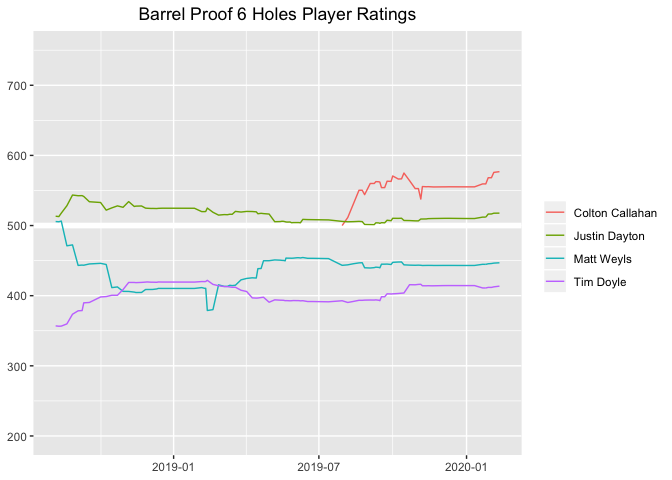 Barrel Proof 6 Holes Player Ratings
700
600
500
400
300
200
2019-01
2019-07
2020-01
Colton Callahan
Justin Dayton
Matt Weyls
Tim Doyle